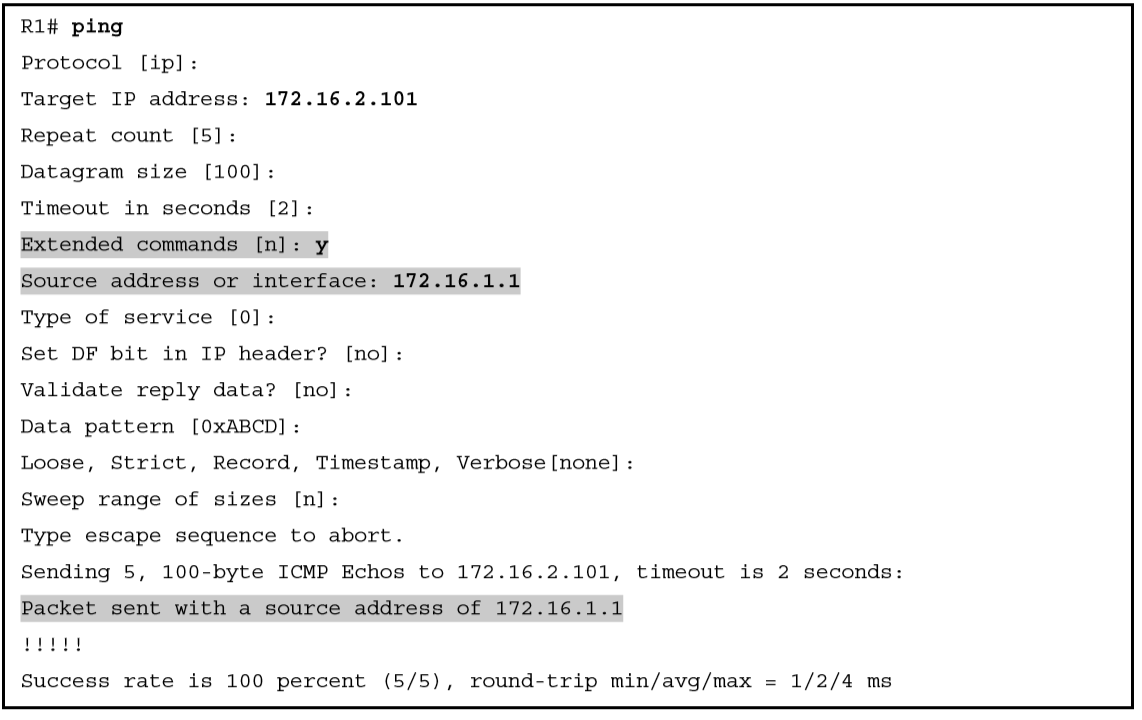 R1# ping
Protocol [ip]:
Target IP address: 172.16.2.101
Repeat count [5]:
Datagram size [100]:
Timeout in seconds [2]:
Extended commands [n]: y
Source address or interface: 172.16.1.1
Type of service [0]:
Set DF bit in IP header? [no]:
Validate reply data? [no]:
Data pattern [0xABCD]:
Loose, Strict, Record, Timestamp, Verbose[none]:
Sweep range of sizes [n]:
Type escape sequence to abort.
Sending 5, 100-byte ICMP Echos to 172.16.2.101, timeout is 2 seconds:
Packet sent with a source address of 172.16.1.1
!!!!!
Success rate is 100 percent (5/5), round-trip min/avg/max = 1/2/4 ms